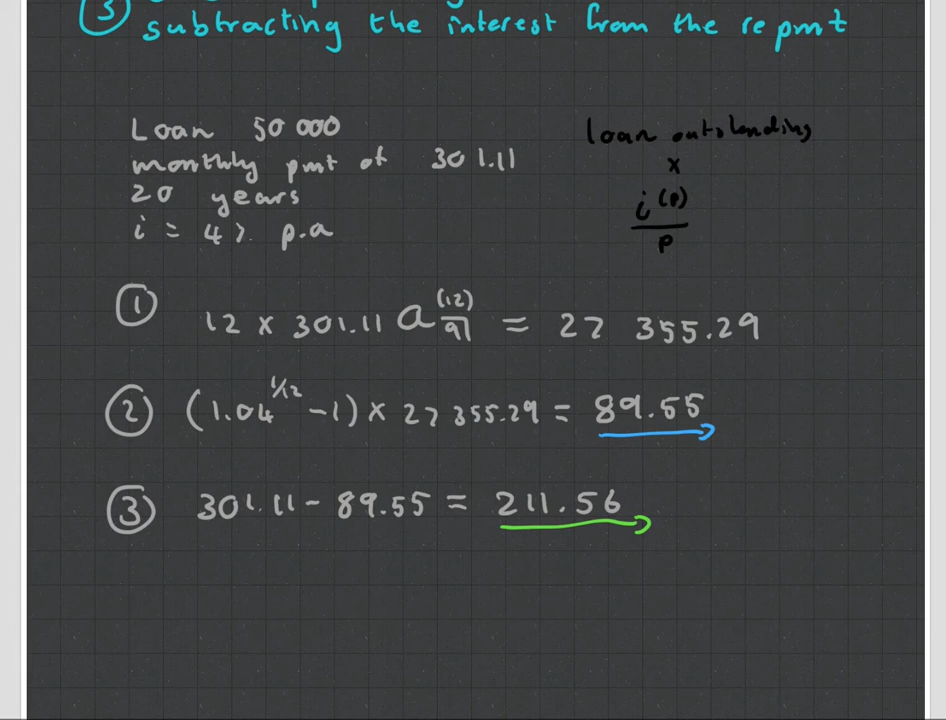 ③
subtracting the interest from the repmt
Loan 50 000
monthly pmt of 301.11
20 years
i = 4% p.a
loan outstanding
×
i^(p)
p
① 12 × 301.11 a^(12) 9 = 27 355.29
② (1.04^1/12 - 1) × 27 355.29 = 89.55
③ 301.11 - 89.55 = 211.56